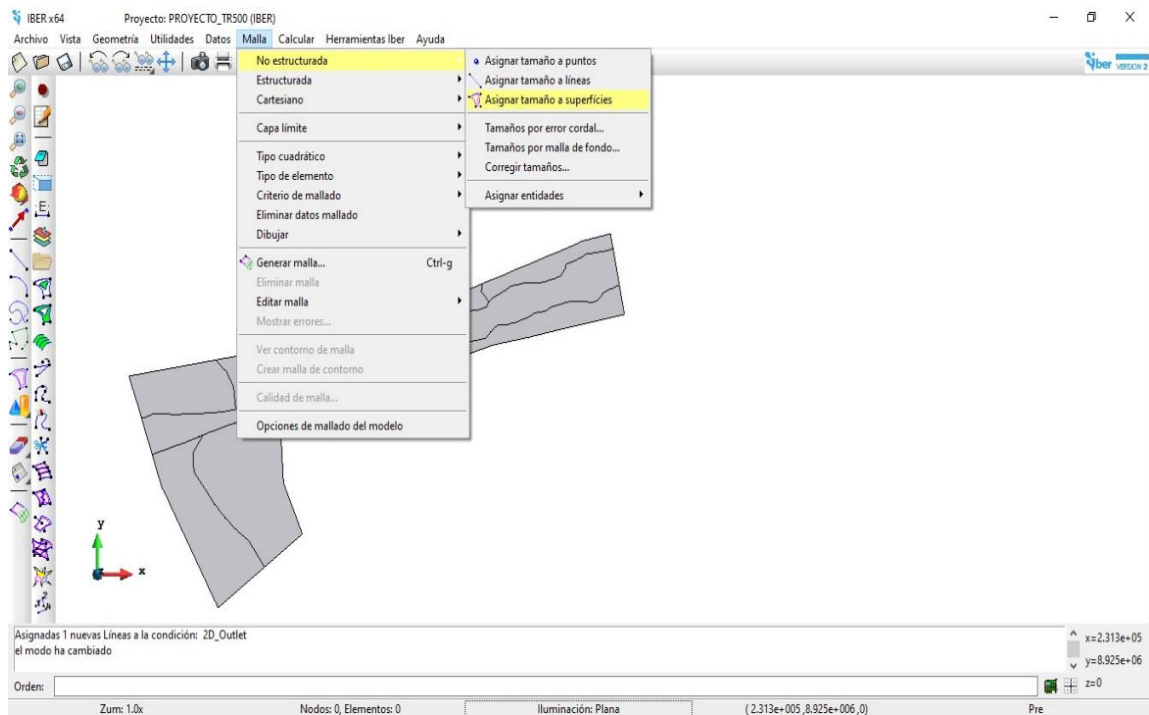 IBER x64 Proyecto: PROYECTO_TR500 (IBER)
Archivo Vista Geometría Utilidades Datos Malla Calcular Herramientas Iber Ayuda
Iber VERSION 2
No estructurada
Estructurada
Cartesiano
Capa límite
Tipo cuadrático
Tipo de elemento
Criterio de mallado
Eliminar datos mallado
Dibujar
Generar malla... Ctrl-g
Eliminar malla
Editar malla
Mostrar errores...
Ver contorno de malla
Crear malla de contorno
Calidad de malla...
Opciones de mallado del modelo
Asignar tamaño a puntos
Asignar tamaño a líneas
Asignar tamaño a superfícies
Tamaños por error cordal...
Tamaños por malla de fondo...
Corregir tamaños...
Asignar entidades
y
x
Asignadas 1 nuevas Líneas a la condición: 2D_Outlet
el modo ha cambiado
x=2.313e+05
y=8.925e+06
z=0
Orden:
Zum: 1.0x Nodos: 0, Elementos: 0 Iluminación: Plana (2.313e+005,8.925e+006,0) Pre